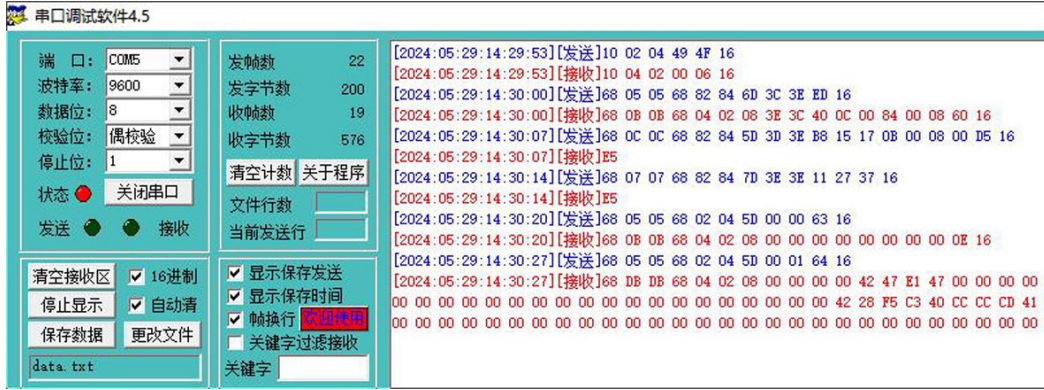 串口调试软件4.5
端 口: COM5
波特率: 9600
数据位: 8
校验位: 偶校验
停止位: 1
状态 关闭串口
发送 接收
发帧数 22
发字节数 200
收帧数 19
收字节数 576
清空计数 关于程序
文件行数
当前发送行
清空接收区 16进制
停止显示 自动清
保存数据 更改文件
data.txt
显示保存发送
显示保存时间
帧换行 欢迎使用
关键字过滤接收
关键字
[2024:05:29:14:29:53][发送]10 02 04 49 4F 16
[2024:05:29:14:29:53][接收]10 04 02 00 06 16
[2024:05:29:14:30:00][发送]68 05 05 68 82 84 6D 3C 3E ED 16
[2024:05:29:14:30:00][接收]68 0B 0B 68 04 02 08 3E 3C 40 0C 00 84 00 08 60 16
[2024:05:29:14:30:07][发送]68 0C 0C 68 82 84 5D 3D 3E B8 15 17 0B 00 08 00 D5 16
[2024:05:29:14:30:07][接收]E5
[2024:05:29:14:30:14][发送]68 07 07 68 82 84 7D 3E 3E 11 27 37 16
[2024:05:29:14:30:14][接收]E5
[2024:05:29:14:30:20][发送]68 05 05 68 02 04 5D 00 00 63 16
[2024:05:29:14:30:20][接收]68 0B 0B 68 04 02 08 00 00 00 00 00 00 00 00 0E 16
[2024:05:29:14:30:27][发送]68 05 05 68 02 04 5D 00 01 64 16
[2024:05:29:14:30:27][接收]68 DB DB 68 04 02 08 00 00 00 00 42 47 E1 47 00 00 00 00
00 00 00 00 00 00 00 00 00 00 00 00 00 00 00 00 00 00 00 00 42 28 F5 C3 40 CC CC CD 41
00 00 00 00 00 00 00 00 00 00 00 00 00 00 00 00 00 00 00 00 00 00 00 00 00 00 00 00 00